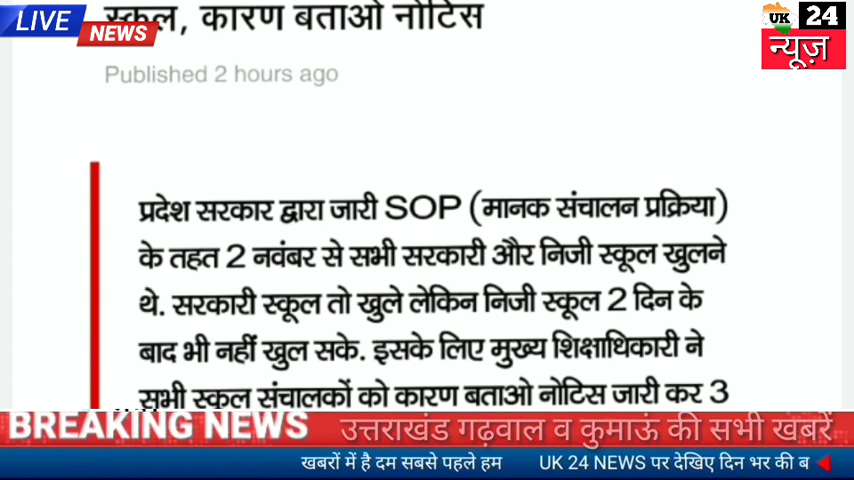 LIVE
NEWS
स्कूल, कारण बताओ नोटिस
UK 24
न्यूज़
Published 2 hours ago
प्रदेश सरकार द्वारा जारी SOP (मानक संचालन प्रक्रिया)
के तहत 2 नवंबर से सभी सरकारी और निजी स्कूल खुलने
थे. सरकारी स्कूल तो खुले लेकिन निजी स्कूल 2 दिन के
बाद भी नहीं खुल सके. इसके लिए मुख्य शिक्षाधिकारी ने
सभी स्कूल संचालकों को कारण बताओ नोटिस जारी कर 3
BREAKING NEWS उत्तराखंड गढ़वाल व कुमाऊं की सभी खबरें
खबरों में है दम सबसे पहले हम UK 24 NEWS पर देखिए दिन भर की ब